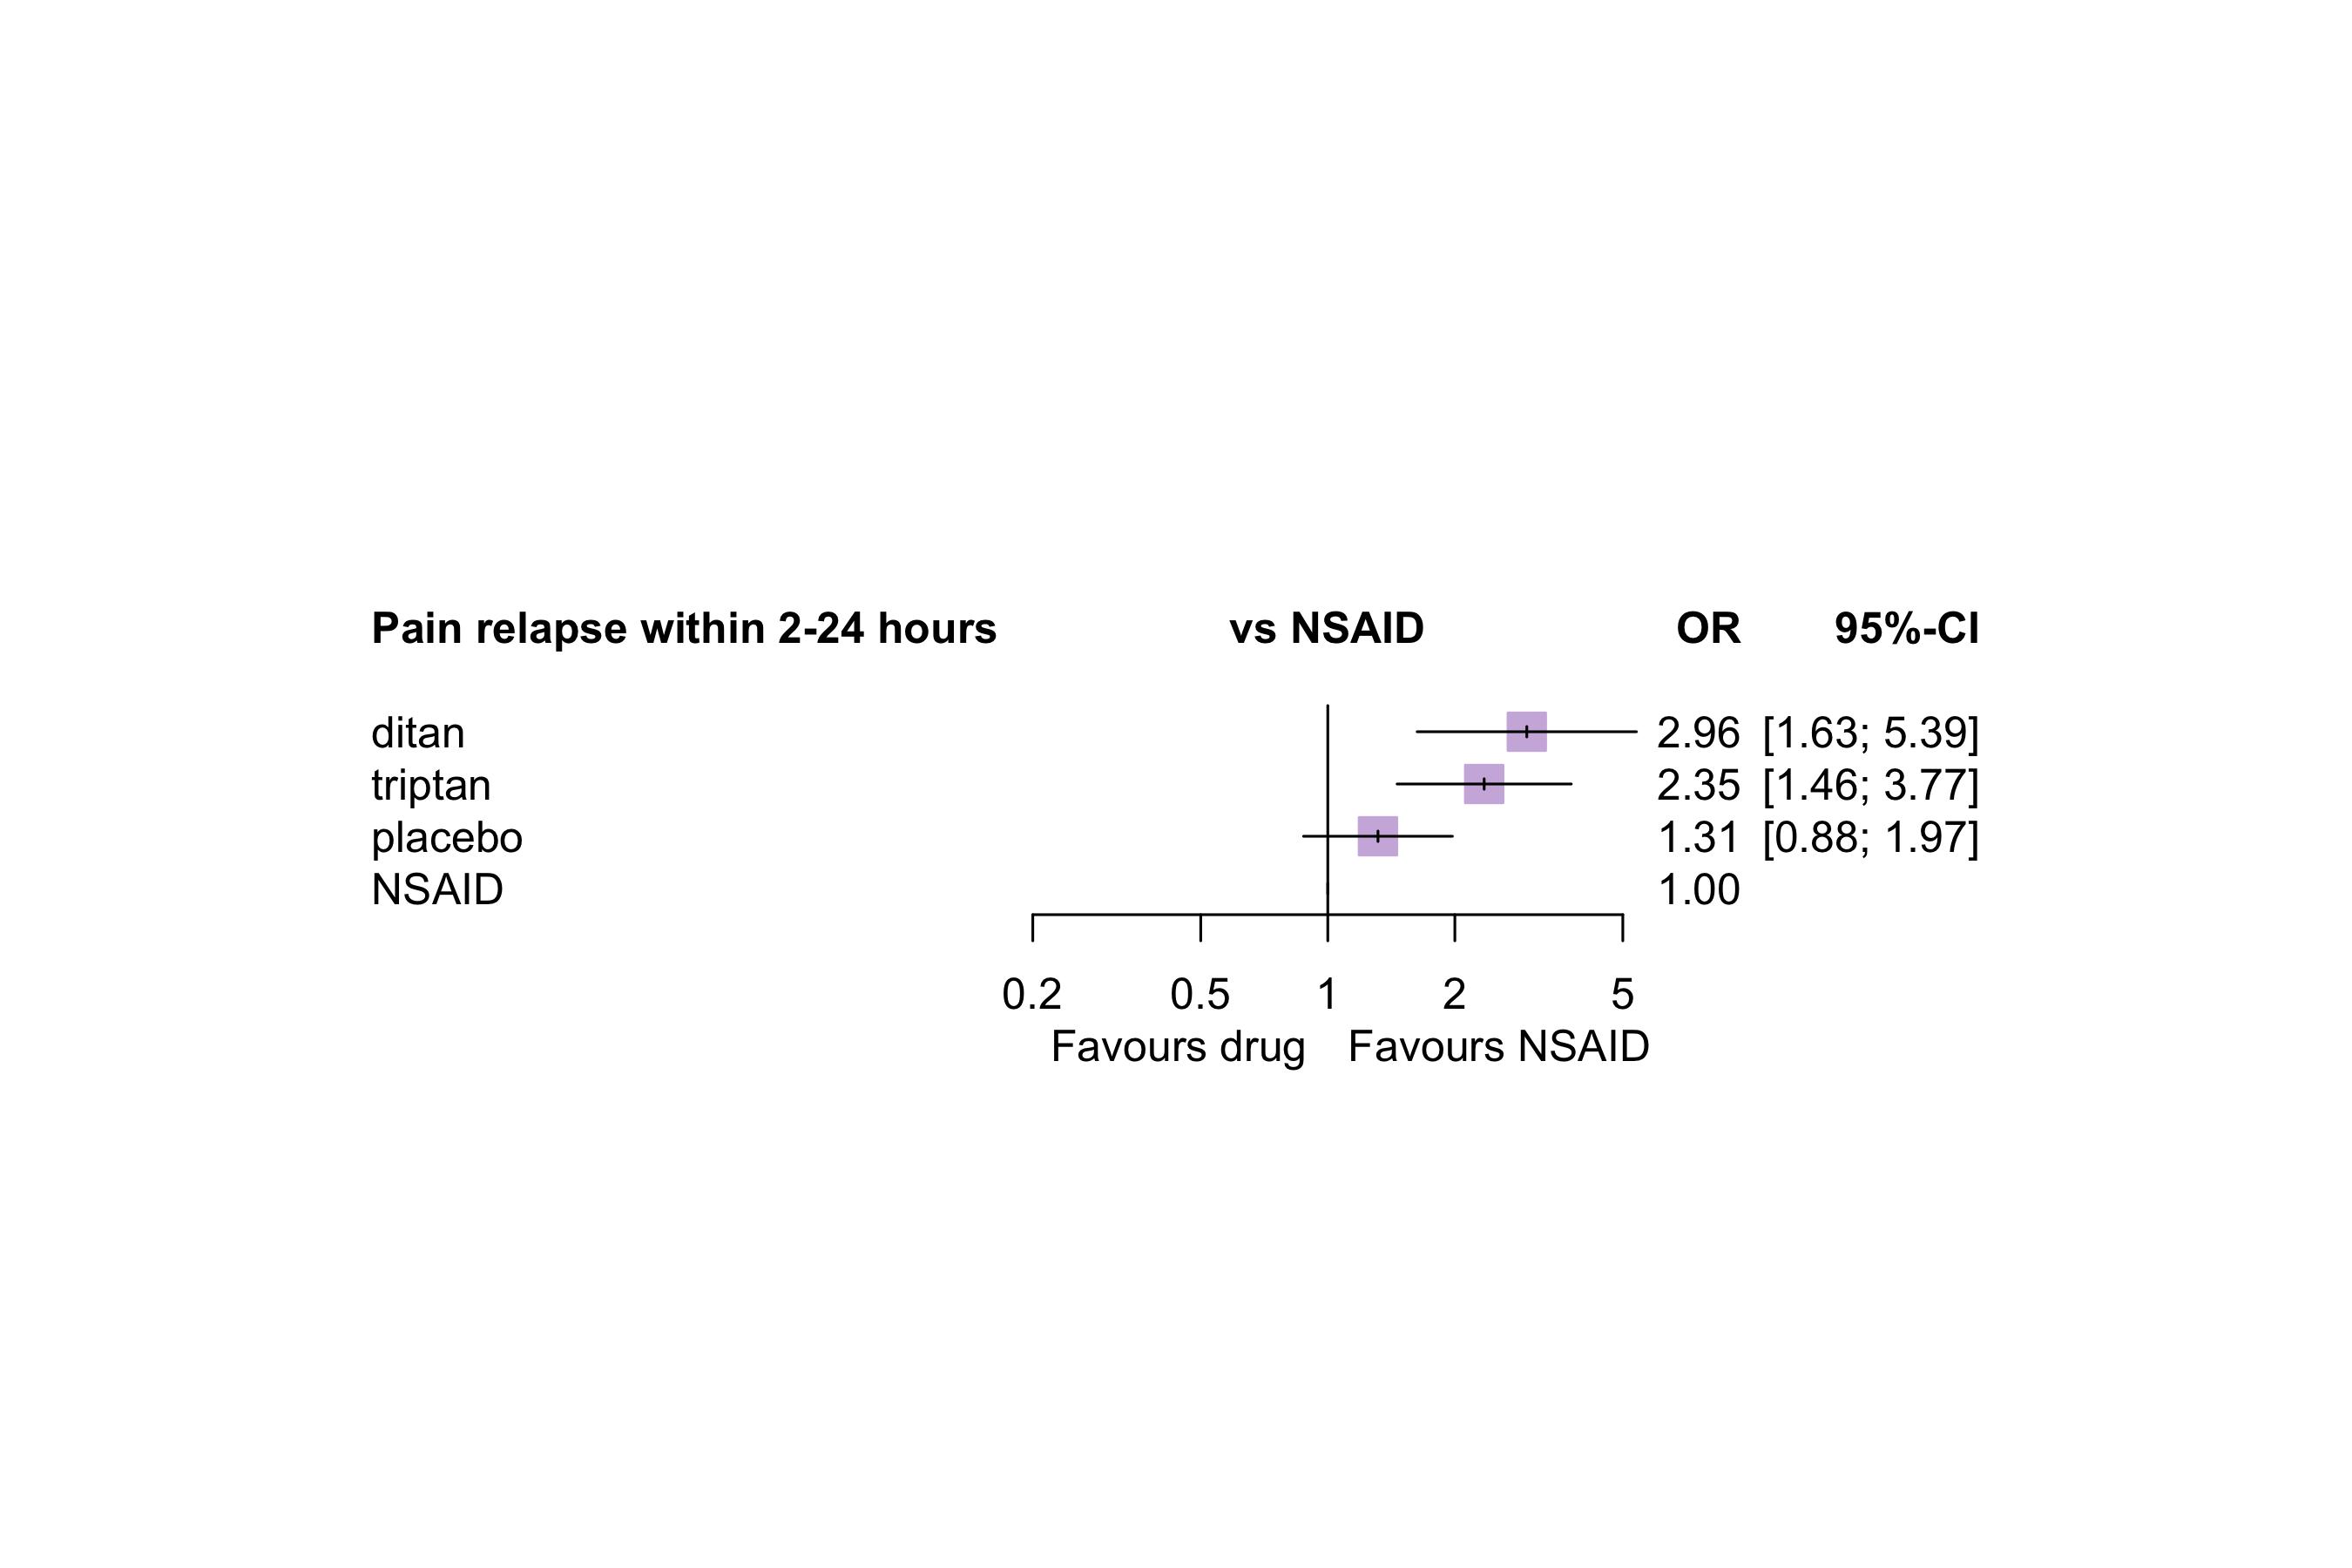 Pain relapse within 2-24 hours vs NSAID OR 95%-CI
ditan 2.96 [1.63; 5.39]
triptan 2.35 [1.46; 3.77]
placebo 1.31 [0.88; 1.97]
NSAID 1.00
0.2 0.5 1 2 5
Favours drug Favours NSAID